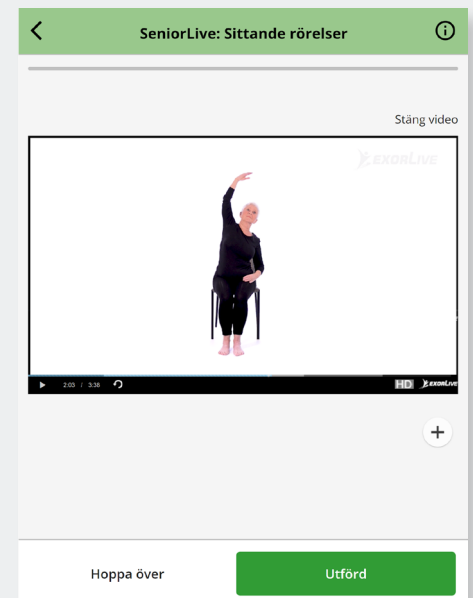 SeniorLive: Sittande rörelser
Stäng video
EXORLIVE
2:03 / 3:36
HD EXORLIVE
+
Hoppa över
Utförd